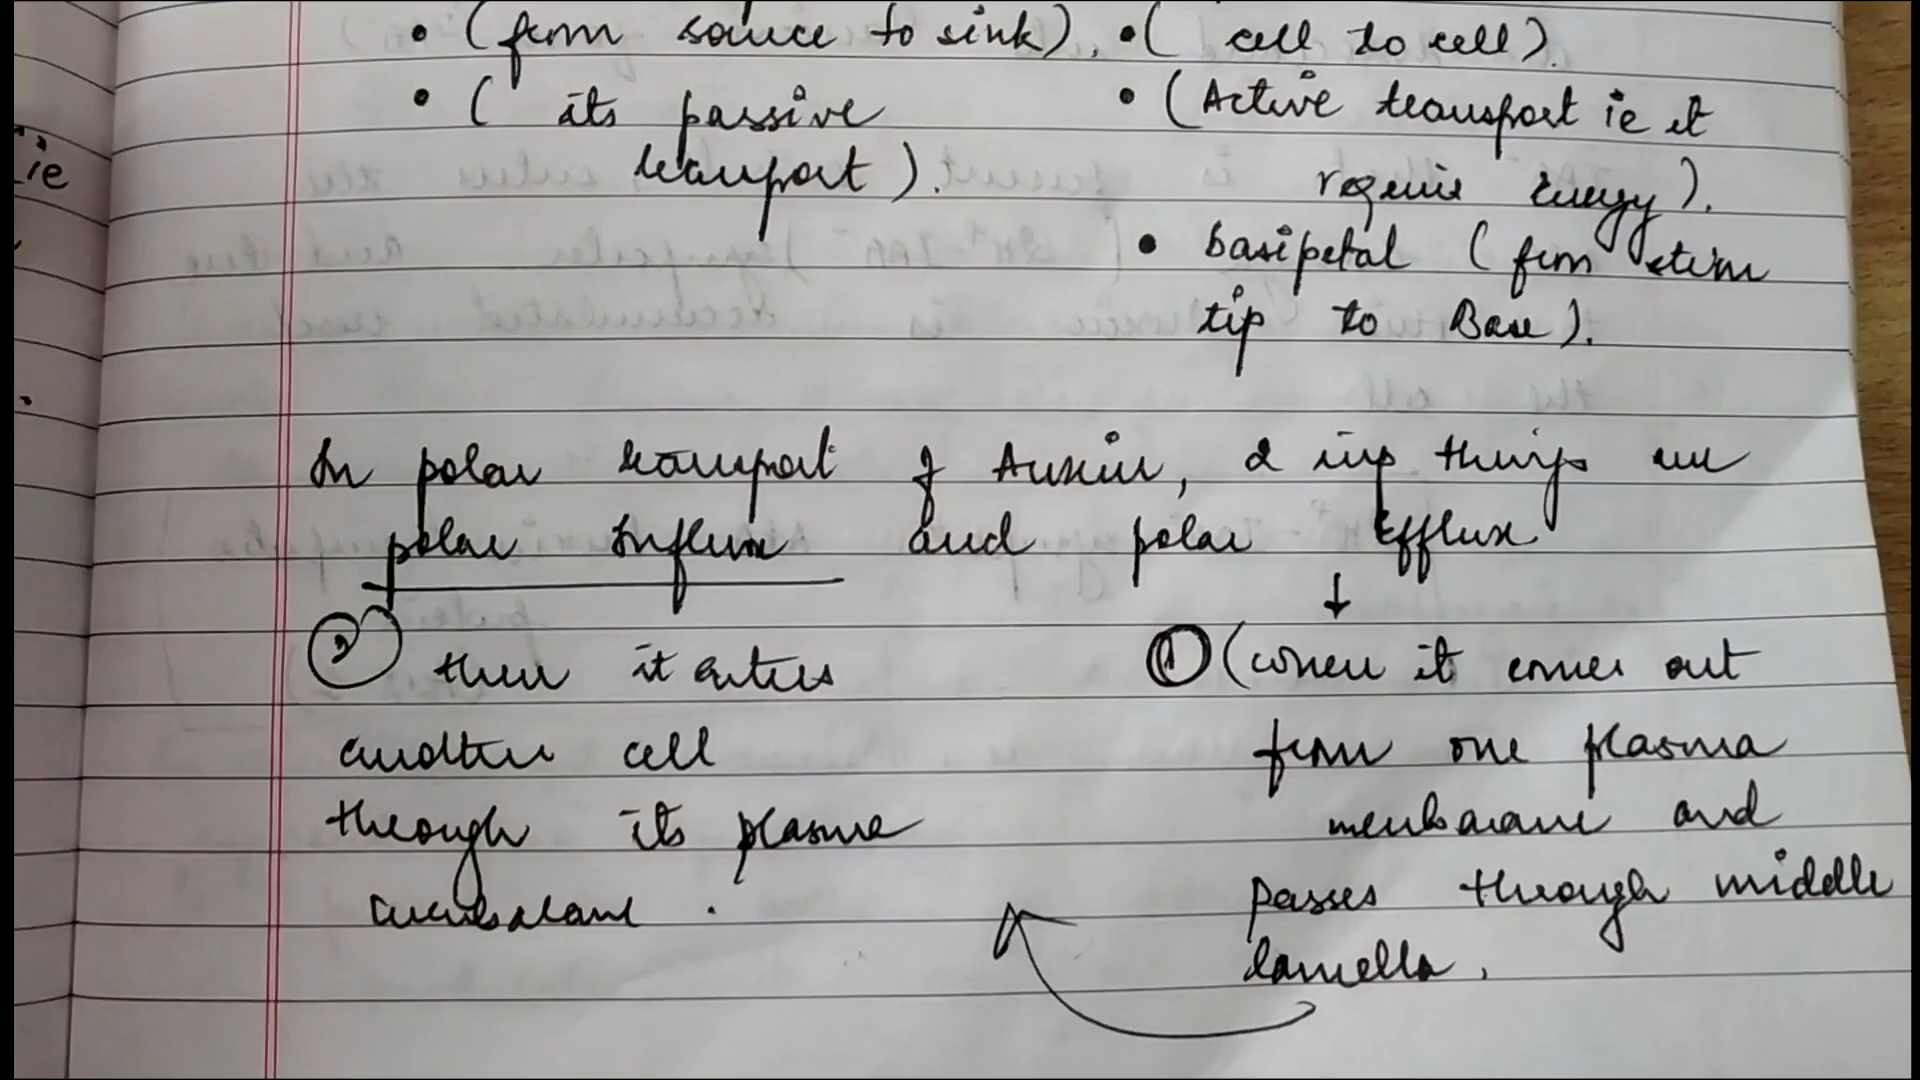 • (from source to sink). • ( cell to cell).
• ( its passive • (Active transport ie it
transport). require Energy).
ie
• basipetal (from stem
tip to Base).
In polar transport of Auxin, 2 imp things are
polar Influx and polar Efflux
↓
2 then it enters ① (when it comes out
another cell from one plasma
through its plasma membrane and
membrane . passes through middle
lamella.